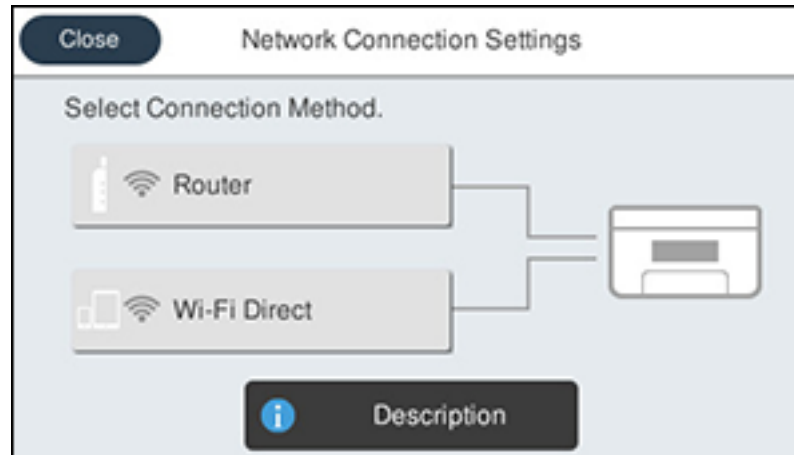 Close
Network Connection Settings
Select Connection Method.
Router
Wi-Fi Direct
Description